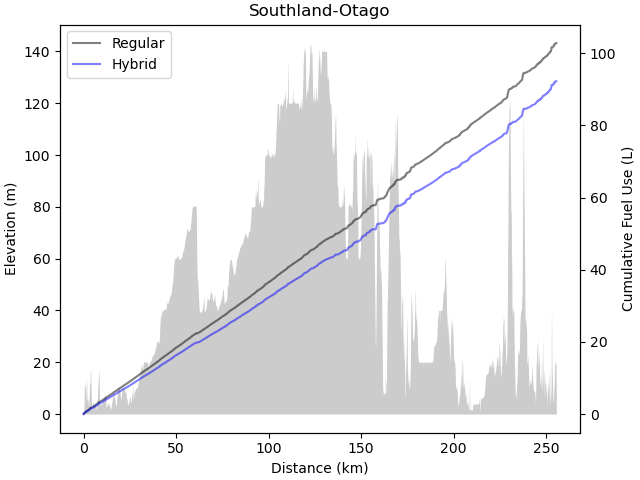 Southland-Otago
Regular
Hybrid
140
120
100
80
60
40
20
0
Elevation (m)
100
80
60
40
20
0
Cumulative Fuel Use (L)
0 50 100 150 200 250
Distance (km)